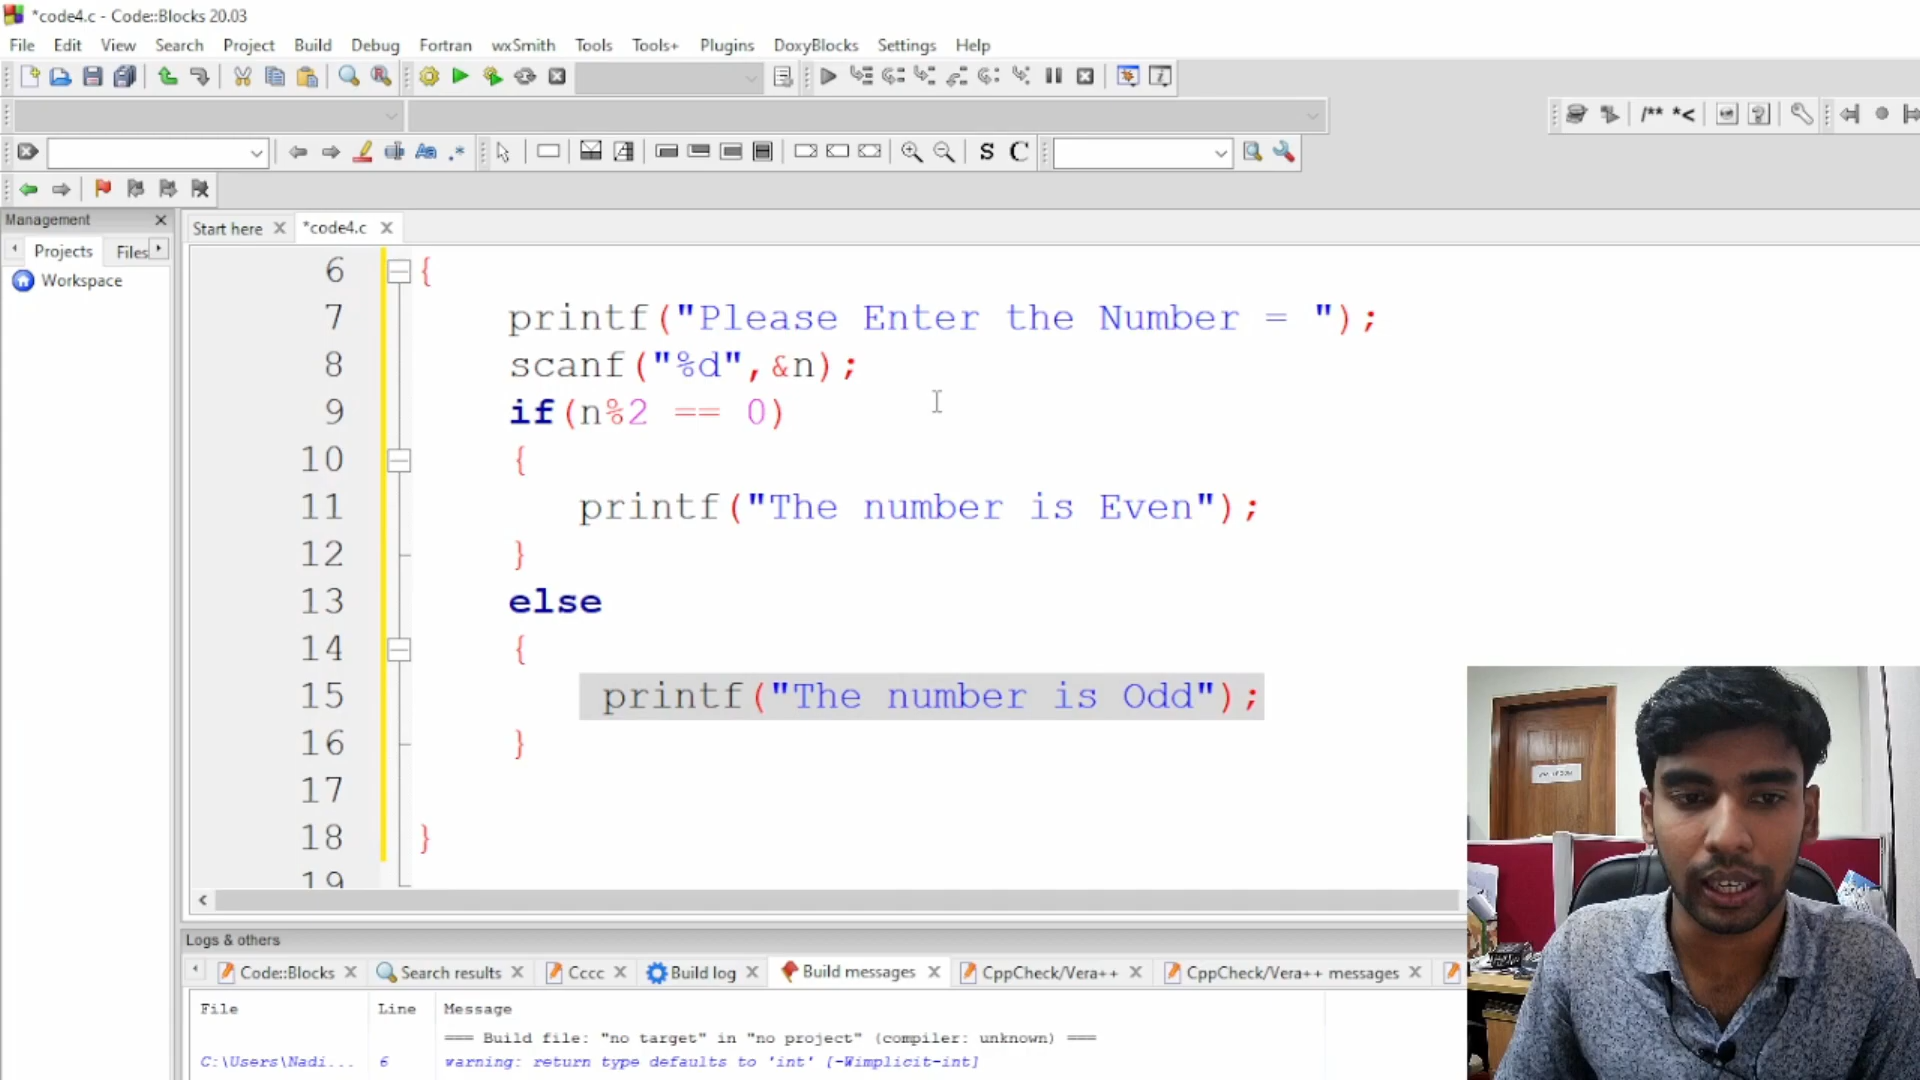 *code4.c - Code::Blocks 20.03
File Edit View Search Project Build Debug Fortran wxSmith Tools Tools+ Plugins DoxyBlocks Settings Help
/** *<
S C
Management
Projects Files
Workspace
Start here *code4.c
6 {
7 printf("Please Enter the Number = ");
8 scanf("%d",&n);
9 if(n%2 == 0)
10 {
11 printf("The number is Even");
12 }
13 else
14 {
15 printf("The number is Odd");
16 }
17
18 }
19
Logs & others
Code::Blocks Search results Cccc Build log Build messages CppCheck/Vera++ CppCheck/Vera++ messages
File Line Message
=== Build file: "no target" in "no project" (compiler: unknown) ===
C:\Users\Nadi... 6 warning: return type defaults to 'int' [-Wimplicit-int]